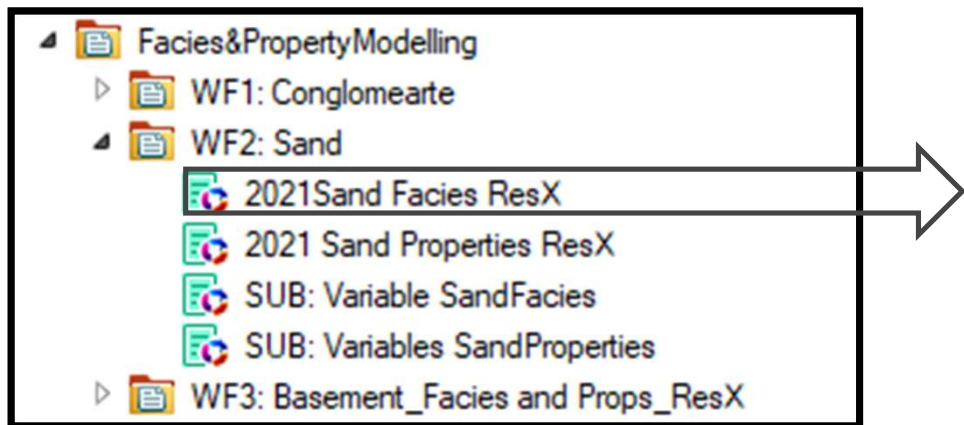 Facies&PropertyModelling
WF1: Conglomearte
WF2: Sand
2021Sand Facies ResX
2021 Sand Properties ResX
SUB: Variable SandFacies
SUB: Variables SandProperties
WF3: Basement_Facies and Props_ResX